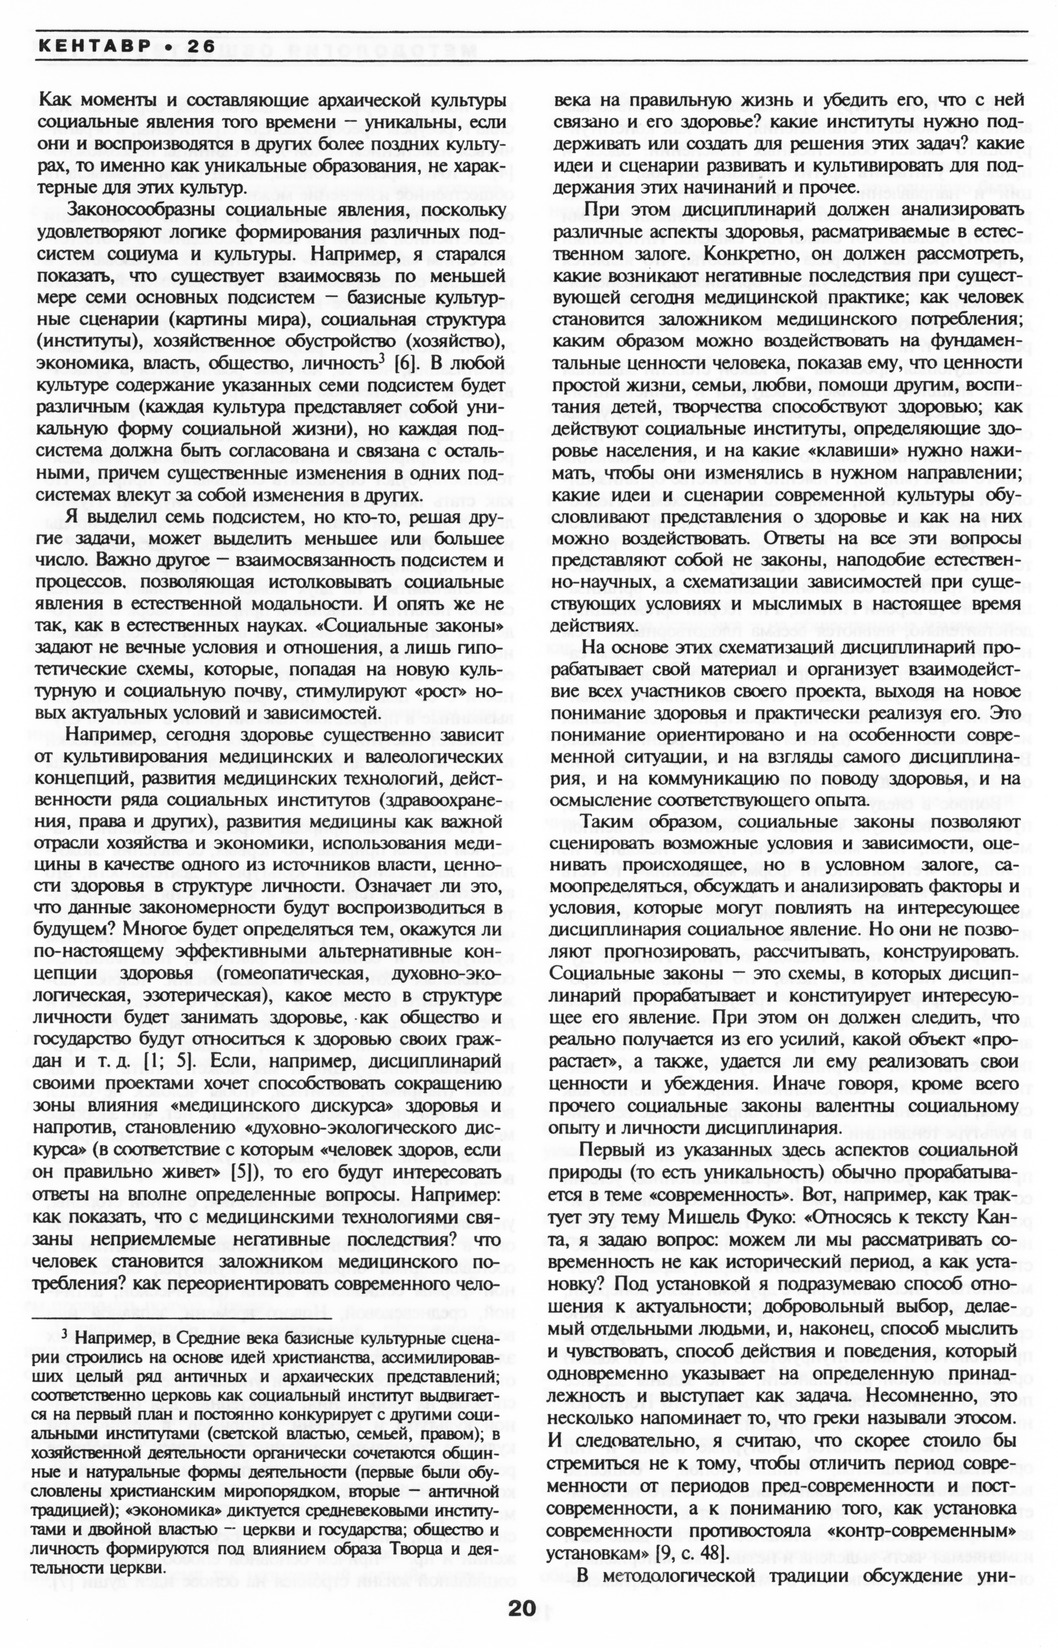 КЕНТАВР • 26
Как моменты и составляющие архаической культуры
социальные явления того времени — уникальны, если
они и воспроизводятся в других более поздних культу-
рах, то именно как уникальные образования, не харак-
терные для этих культур.
Законосообразны социальные явления, поскольку
удовлетворяют логике формирования различных под-
систем социума и культуры. Например, я старался
показать, что существует взаимосвязь по меньшей
мере семи основных подсистем — базисные культур-
ные сценарии (картины мира), социальная структура
(институты), хозяйственное обустройство (хозяйство),
экономика, власть, общество, личность³ [6]. В любой
культуре содержание указанных семи подсистем будет
различным (каждая культура представляет собой уни-
кальную форму социальной жизни), но каждая под-
система должна быть согласована и связана с осталь-
ными, причем существенные изменения в одних под-
системах влекут за собой изменения в других.
Я выделил семь подсистем, но кто-то, решая дру-
гие задачи, может выделить меньшее или большее
число. Важно другое — взаимосвязанность подсистем и
процессов, позволяющая истолковывать социальные
явления в естественной модальности. И опять же не
так, как в естественных науках. «Социальные законы»
задают не вечные условия и отношения, а лишь гипо-
тетические схемы, которые, попадая на новую куль-
турную и социальную почву, стимулируют «рост» но-
вых актуальных условий и зависимостей.
Например, сегодня здоровье существенно зависит
от культивирования медицинских и валеологических
концепций, развития медицинских технологий, дейст-
венности ряда социальных институтов (здравоохране-
ния, права и других), развития медицины как важной
отрасли хозяйства и экономики, использования меди-
цины в качестве одного из источников власти, ценно-
сти здоровья в структуре личности. Означает ли это,
что данные закономерности будут воспроизводиться в
будущем? Многое будет определяться тем, окажутся ли
по-настоящему эффективными альтернативные кон-
цепции здоровья (гомеопатическая, духовно-эко-
логическая, эзотерическая), какое место в структуре
личности будет занимать здоровье, как общество и
государство будут относиться к здоровью своих граж-
дан и т. д. [1; 5]. Если, например, дисциплинарий
своими проектами хочет способствовать сокращению
зоны влияния «медицинского дискурса» здоровья и
напротив, становлению «духовно-экологического дис-
курса» (в соответствие с которым «человек здоров, если
он правильно живет» [5]), то его будут интересовать
ответы на вполне определенные вопросы. Например:
как показать, что с медицинскими технологиями свя-
заны неприемлемые негативные последствия? что
человек становится заложником медицинского по-
требления? как переориентировать современного чело-
³ Например, в Средние века базисные культурные сцена-
рии строились на основе идей христианства, ассимилировав-
ших целый ряд античных и архаических представлений;
соответственно церковь как социальный институт выдвигает-
ся на первый план и постоянно конкурирует с другими соци-
альными институтами (светской властью, семьей, правом); в
хозяйственной деятельности органически сочетаются общин-
ные и натуральные формы деятельности (первые были обу-
словлены христианским миропорядком, вторые — античной
традицией); «экономика» диктуется средневековыми институ-
тами и двойной властью — церкви и государства; общество и
личность формируются под влиянием образа Творца и дея-
тельности церкви.
века на правильную жизнь и убедить его, что с ней
связано и его здоровье? какие институты нужно под-
держивать или создать для решения этих задач? какие
идеи и сценарии развивать и культивировать для под-
держания этих начинаний и прочее.
При этом дисциплинарий должен анализировать
различные аспекты здоровья, расматриваемые в естес-
твенном залоге. Конкретно, он должен рассмотреть,
какие возникают негативные последствия при сущест-
вующей сегодня медицинской практике; как человек
становится заложником медицинского потребления;
каким образом можно воздействовать на фундамен-
тальные ценности человека, показав ему, что ценности
простой жизни, семьи, любви, помощи другим, воспи-
тания детей, творчества способствуют здоровью; как
действуют социальные институты, определяющие здо-
ровье населения, и на какие «клавиши» нужно нажи-
мать, чтобы они изменялись в нужном направлении;
какие идеи и сценарии современной культуры обу-
словливают представления о здоровье и как на них
можно воздействовать. Ответы на все эти вопросы
представляют собой не законы, наподобие естествен-
но-научных, а схематизации зависимостей при суще-
ствующих условиях и мыслимых в настоящее время
действиях.
На основе этих схематизаций дисциплинарий про-
рабатывает свой материал и организует взаимодейст-
вие всех участников своего проекта, выходя на новое
понимание здоровья и практически реализуя его. Это
понимание ориентировано и на особенности совре-
менной ситуации, и на взгляды самого дисциплина-
рия, и на коммуникацию по поводу здоровья, и на
осмысление соответствующего опыта.
Таким образом, социальные законы позволяют
сценировать возможные условия и зависимости, оце-
нивать происходящее, но в условном залоге, са-
моопределяться, обсуждать и анализировать факторы и
условия, которые могут повлиять на интересующее
дисциплинария социальное явление. Но они не позво-
ляют прогнозировать, рассчитывать, конструировать.
Социальные законы — это схемы, в которых дисцип-
линарий прорабатывает и конституирует интересую-
щее его явление. При этом он должен следить, что
реально получается из его усилий, какой объект «про-
растает», а также, удается ли ему реализовать свои
ценности и убеждения. Иначе говоря, кроме всего
прочего социальные законы валентны социальному
опыту и личности дисциплинария.
Первый из указанных здесь аспектов социальной
природы (то есть уникальность) обычно прорабатыва-
ется в теме «современность». Вот, например, как трак-
тует эту тему Мишель Фуко: «Относясь к тексту Кан-
та, я задаю вопрос: можем ли мы рассматривать со-
временность не как исторический период, а как уста-
новку? Под установкой я подразумеваю способ отно-
шения к актуальности; добровольный выбор, делае-
мый отдельными людьми, и, наконец, способ мыслить
и чувствовать, способ действия и поведения, который
одновременно указывает на определенную принад-
лежность и выступает как задача. Несомненно, это
несколько напоминает то, что греки называли этосом.
И следовательно, я считаю, что скорее стоило бы
стремиться не к тому, чтобы отличить период совре-
менности от периодов пред-современности и пост-
современности, а к пониманию того, как установка
современности противостояла «контр-современным»
установкам» [9, с. 48].
В методологической традиции обсуждение уни-
20